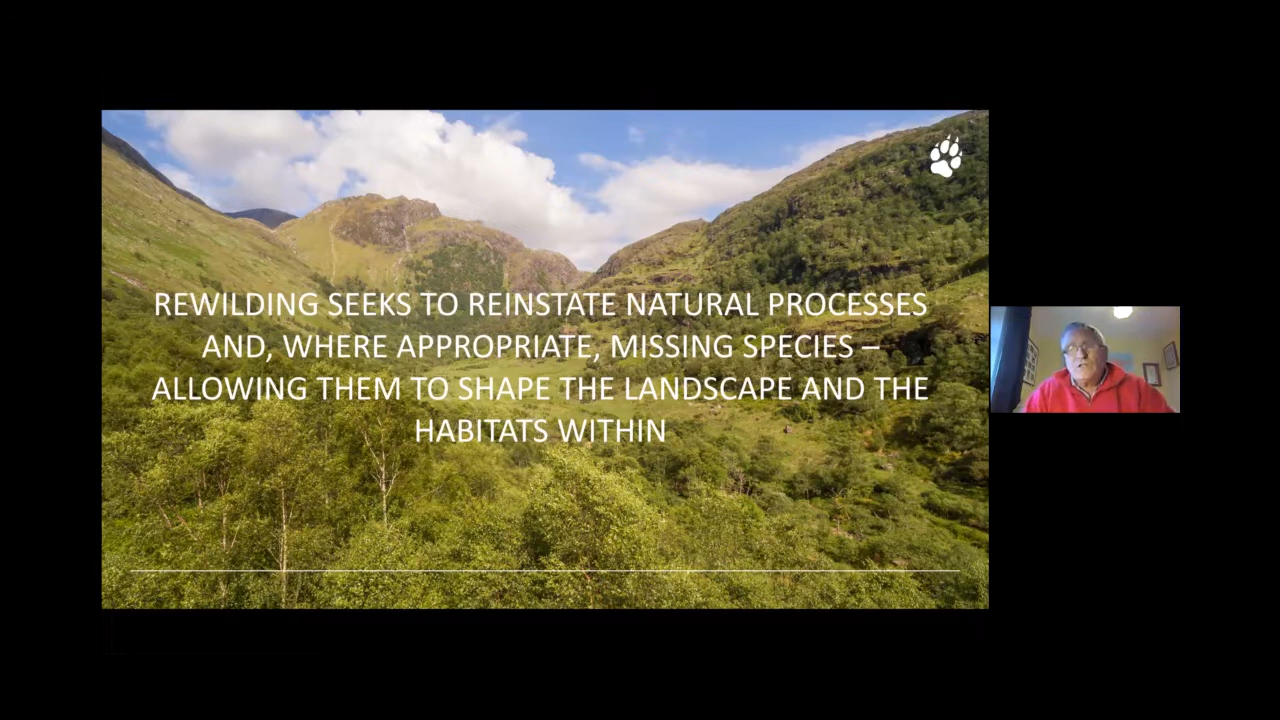 REWILDING SEEKS TO REINSTATE NATURAL PROCESSES
AND, WHERE APPROPRIATE, MISSING SPECIES –
ALLOWING THEM TO SHAPE THE LANDSCAPE AND THE
HABITATS WITHIN